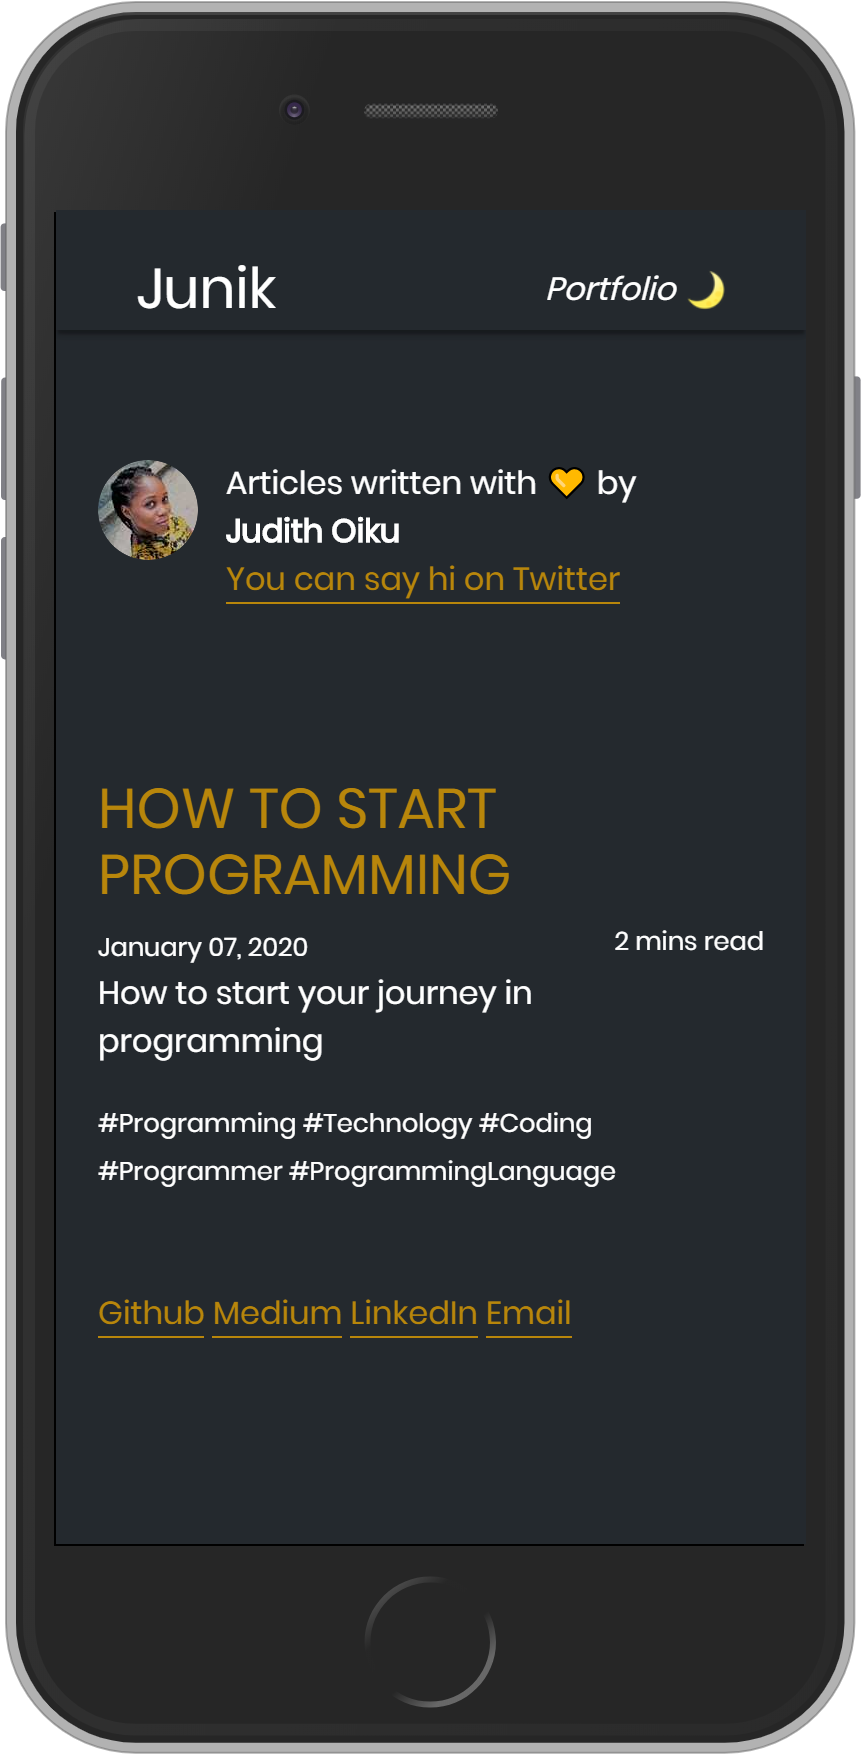 Junik
Portfolio 🌙
Articles written with 💛 by
Judith Oiku
You can say hi on Twitter
HOW TO START
PROGRAMMING
January 07, 2020
2 mins read
How to start your journey in
programming
#Programming #Technology #Coding
#Programmer #ProgrammingLanguage
Github Medium LinkedIn Email